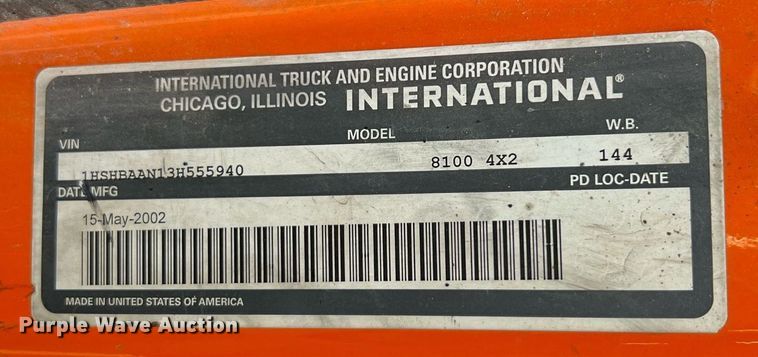 INTERNATIONAL TRUCK AND ENGINE CORPORATION
CHICAGO, ILLINOIS INTERNATIONAL®
VIN MODEL W.B.
1HSHBAAN13H555940 8100 4X2 144
DATE MFG PD LOC-DATE
15-May-2002
MADE IN UNITED STATES OF AMERICA
Purple Wave Auction